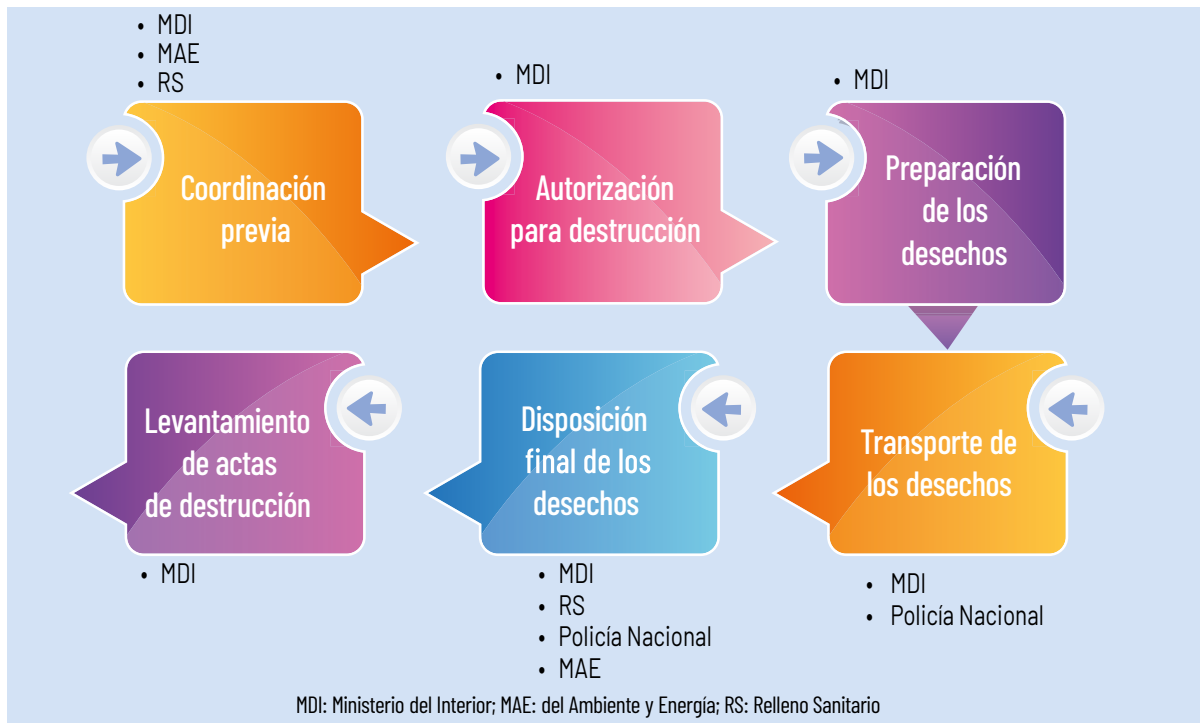 • MDI
• MAE
• RS
Coordinación
previa
• MDI
Autorización
para destrucción
• MDI
Preparación
de los
desechos
Transporte de
los desechos
• MDI
• Policía Nacional
Disposición
final de los
desechos
• MDI
• RS
• Policía Nacional
• MAE
Levantamiento
de actas
de destrucción
• MDI
MDI: Ministerio del Interior; MAE: del Ambiente y Energía; RS: Relleno Sanitario